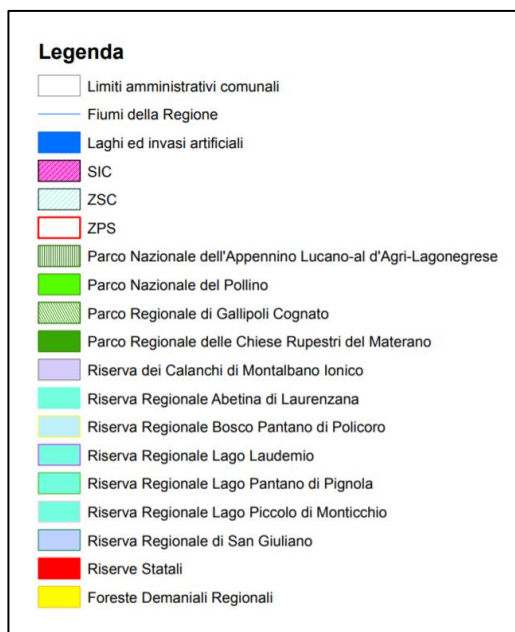 Legenda
Limiti amministrativi comunali
Fiumi della Regione
Laghi ed invasi artificiali
SIC
ZSC
ZPS
Parco Nazionale dell'Appennino Lucano-al d'Agri-Lagonegrese
Parco Nazionale del Pollino
Parco Regionale di Gallipoli Cognato
Parco Regionale delle Chiese Rupestri del Materano
Riserva dei Calanchi di Montalbano Ionico
Riserva Regionale Abetina di Laurenzana
Riserva Regionale Bosco Pantano di Policoro
Riserva Regionale Lago Laudemio
Riserva Regionale Lago Pantano di Pignola
Riserva Regionale Lago Piccolo di Monticchio
Riserva Regionale di San Giuliano
Riserve Statali
Foreste Demaniali Regionali